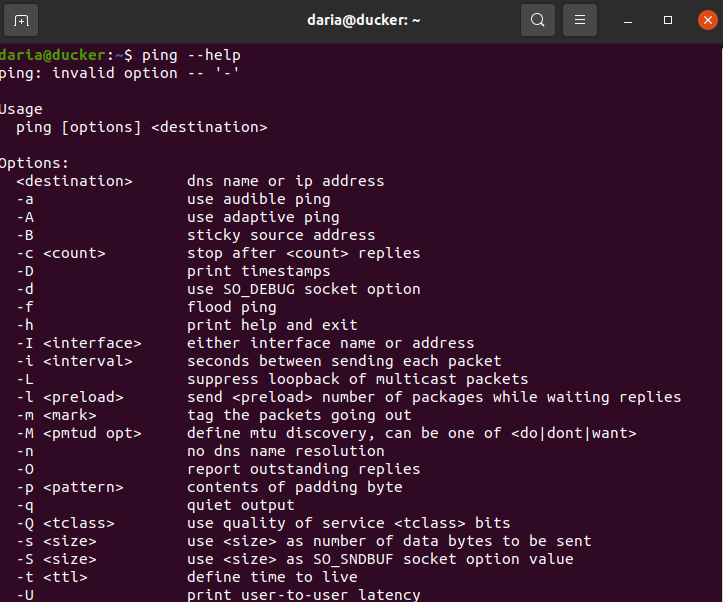 daria@ducker: ~
daria@ducker:~$ ping --help
ping: invalid option -- '-'
Usage
  ping [options] <destination>
Options:
  <destination>      dns name or ip address
  -a                 use audible ping
  -A                 use adaptive ping
  -B                 sticky source address
  -c <count>         stop after <count> replies
  -D                 print timestamps
  -d                 use SO_DEBUG socket option
  -f                 flood ping
  -h                 print help and exit
  -I <interface>     either interface name or address
  -i <interval>      seconds between sending each packet
  -L                 suppress loopback of multicast packets
  -l <preload>       send <preload> number of packages while waiting replies
  -m <mark>          tag the packets going out
  -M <pmtud opt>     define mtu discovery, can be one of <do|dont|want>
  -n                 no dns name resolution
  -O                 report outstanding replies
  -p <pattern>       contents of padding byte
  -q                 quiet output
  -Q <tclass>        use quality of service <tclass> bits
  -s <size>          use <size> as number of data bytes to be sent
  -S <size>          use <size> as SO_SNDBUF socket option value
  -t <ttl>           define time to live
  -U                 print user-to-user latency